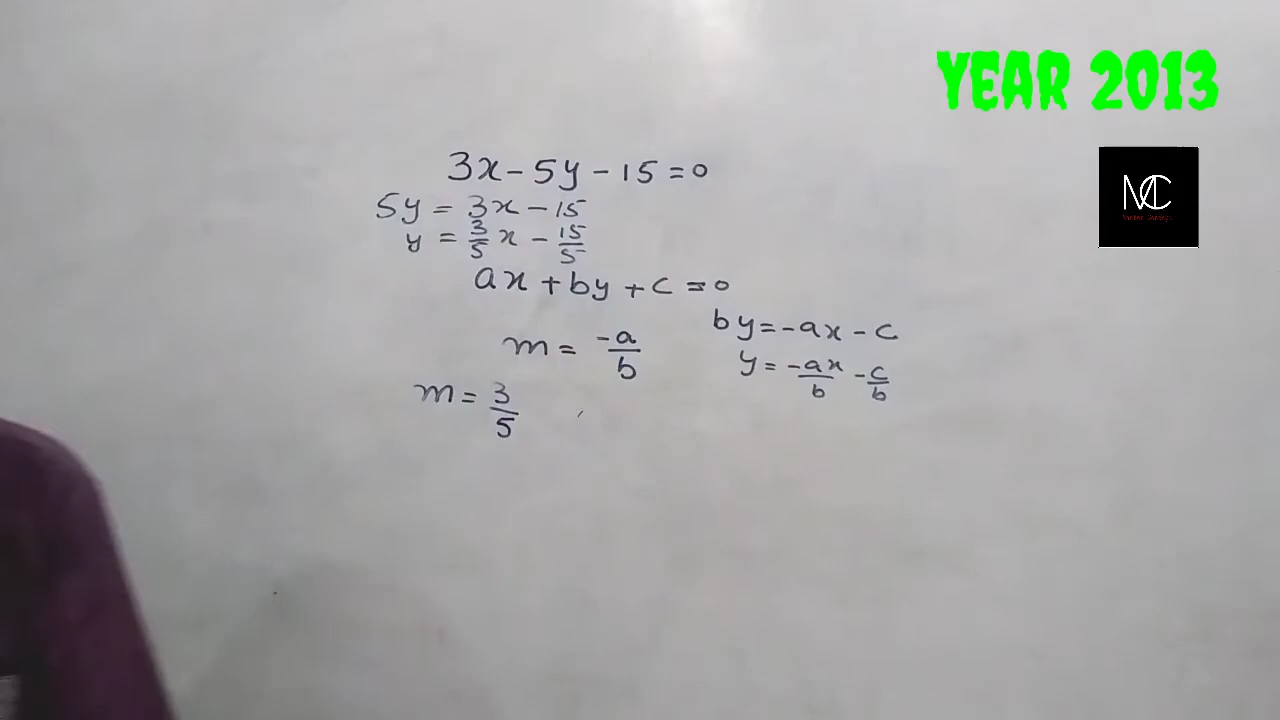 YEAR 2013
3x - 5y - 15 = 0
5y = 3x - 15
y = 3/5 x - 15/5
ax + by + c = 0
by = -ax - c
m = -a/b
y = -ax/b - c/b
m = 3/5